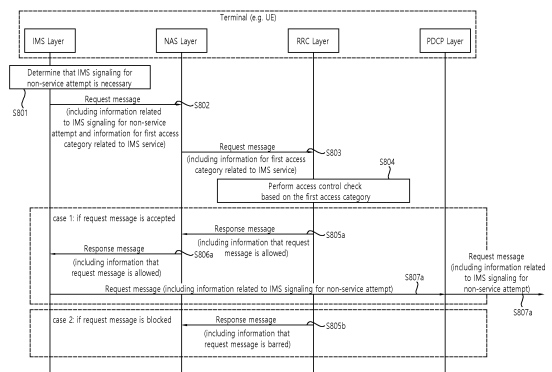 Terminal (e.g. UE)
IMS Layer
NAS Layer
RRC Layer
PDCP Layer
Determine that IMS signaling for
non-service attempt is necessary
S801
Request message
(including information related
to IMS signaling for non-service
attempt and information for first access
category related to IMS service)
S802
Request message
(including information for first access
category related to IMS service)
S803
S804
Perform access control check
based on the first access category
case 1: if request message is accepted
Response message
(including information that request
message is allowed)
S805a
Response message
(including information that
request message is allowed)
S806a
Request message (including information related to IMS signaling for non-service attempt)
S807a
Request message
(including information related
to IMS signaling for
non-service attempt)
S807a
case 2: if request message is blocked
Response message
(including information that
request message is barred)
S805b